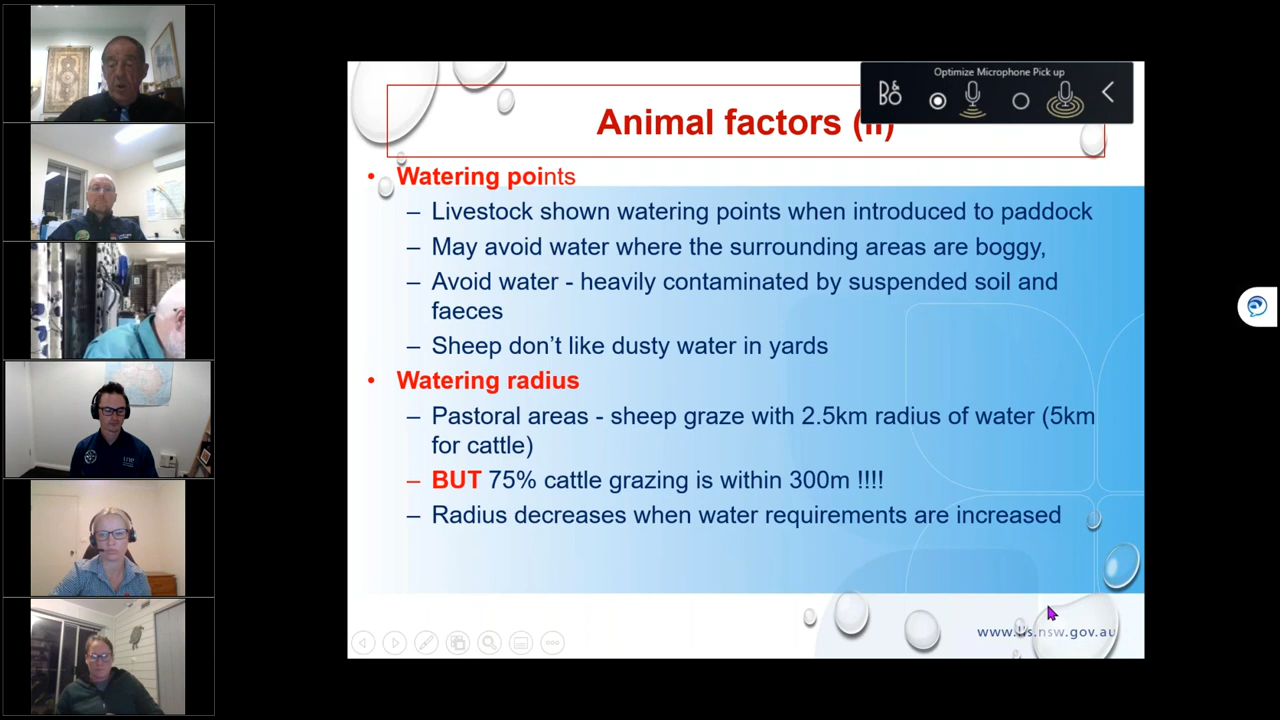 Optimize Microphone Pick up
B&O
Animal factors (ii)
• Watering points
– Livestock shown watering points when introduced to paddock
– May avoid water where the surrounding areas are boggy,
– Avoid water - heavily contaminated by suspended soil and
faeces
– Sheep don’t like dusty water in yards
• Watering radius
– Pastoral areas - sheep graze with 2.5km radius of water (5km
for cattle)
– BUT 75% cattle grazing is within 300m !!!!
– Radius decreases when water requirements are increased